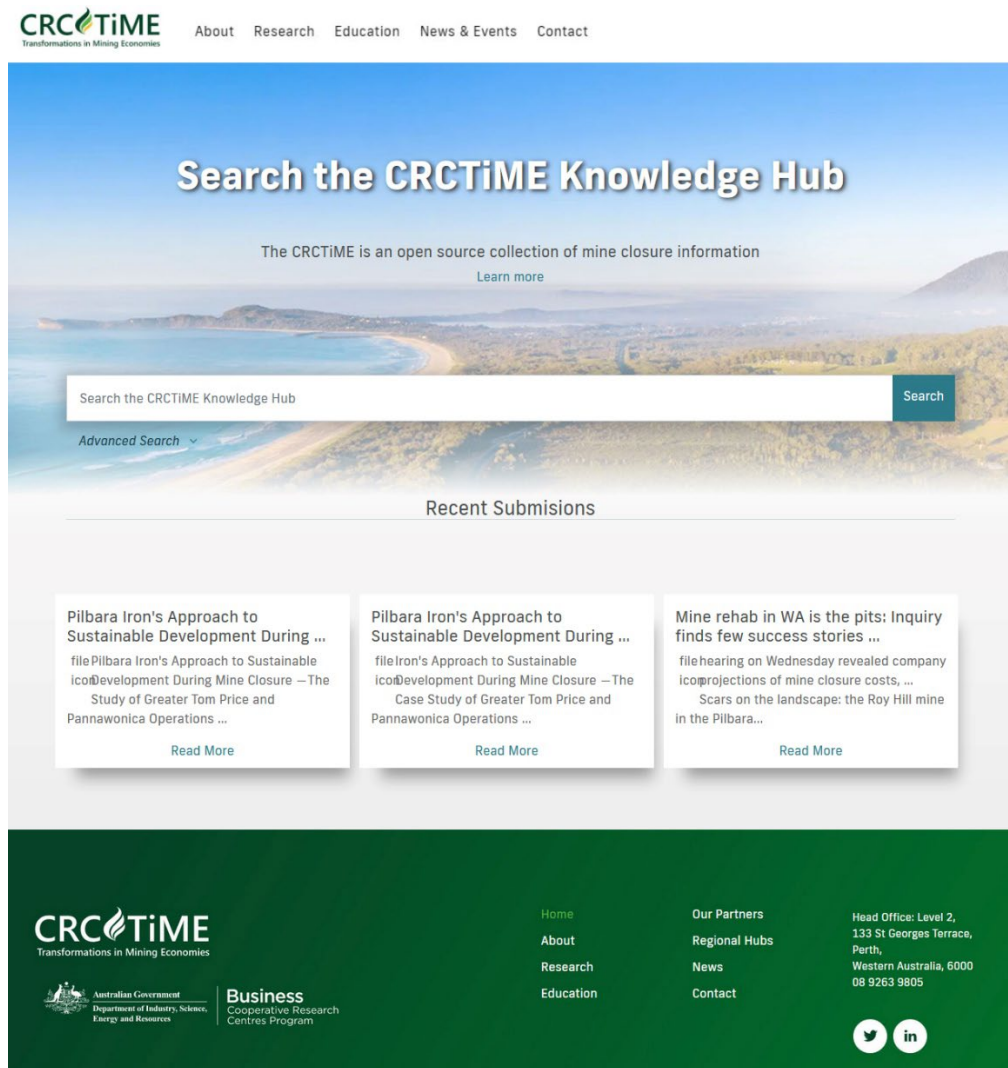 CRC TiME
Transformations in Mining Economies
About Research Education News & Events Contact
Search the CRCTiME Knowledge Hub
The CRCTiME is an open source collection of mine closure information
Learn more
Search the CRCTiME Knowledge Hub
Search
Advanced Search
Recent Submisions
Pilbara Iron's Approach to
Sustainable Development During ...
file Pilbara Iron's Approach to Sustainable
icon Development During Mine Closure – The
Study of Greater Tom Price and
Pannawonica Operations ...
Read More
Pilbara Iron's Approach to
Sustainable Development During ...
file Iron's Approach to Sustainable
icon Development During Mine Closure – The
Case Study of Greater Tom Price and
Pannawonica Operations ...
Read More
Mine rehab in WA is the pits: Inquiry
finds few success stories ...
file hearing on Wednesday revealed company
icon projections of mine closure costs, ...
Scars on the landscape: the Roy Hill mine
in the Pilbara...
Read More
CRC TiME
Transformations in Mining Economies
Australian Government
Department of Industry, Science,
Energy and Resources
Business
Cooperative Research
Centres Program
Home
About
Research
Education
Our Partners
Regional Hubs
News
Contact
Head Office: Level 2,
133 St Georges Terrace,
Perth,
Western Australia, 6000
08 9263 9805
in